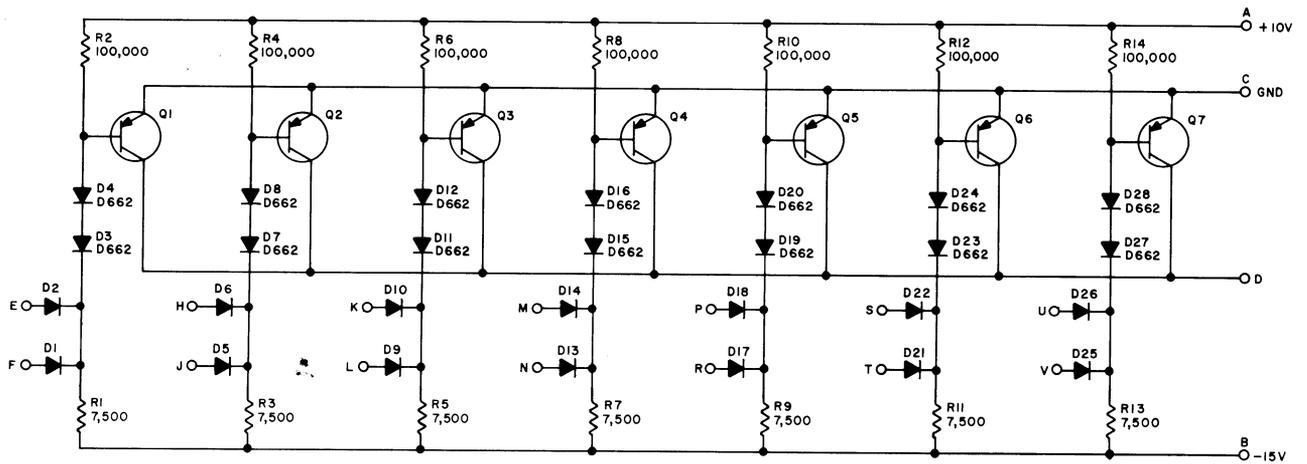 A
+10V
R2
100,000
R4
100,000
R6
100,000
R8
100,000
R10
100,000
R12
100,000
R14
100,000
C
GND
Q1
Q2
Q3
Q4
Q5
Q6
Q7
D4
D662
D8
D662
D12
D662
D16
D662
D20
D662
D24
D662
D28
D662
D3
D662
D7
D662
D11
D662
D15
D662
D19
D662
D23
D662
D27
D662
D
E
D2
H
D6
K
D10
M
D14
P
D18
S
D22
U
D26
F
D1
J
D5
L
D9
N
D13
R
D17
T
D21
V
D25
R1
7,500
R3
7,500
R5
7,500
R7
7,500
R9
7,500
R11
7,500
R13
7,500
B
-15V